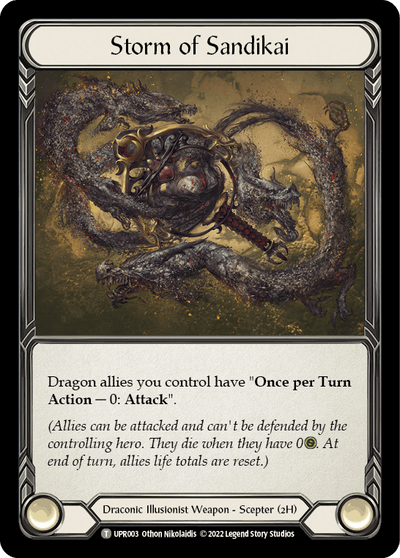 Storm of Sandikai
Dragon allies you control have "Once per Turn
Action — 0: Attack".
(Allies can be attacked and can't be defended by the
controlling hero. They die when they have 0. At
end of turn, allies life totals are reset.)
Draconic Illusionist Weapon - Scepter (2H)
T UPR003 Othon Nikolaidis © 2022 Legend Story Studios